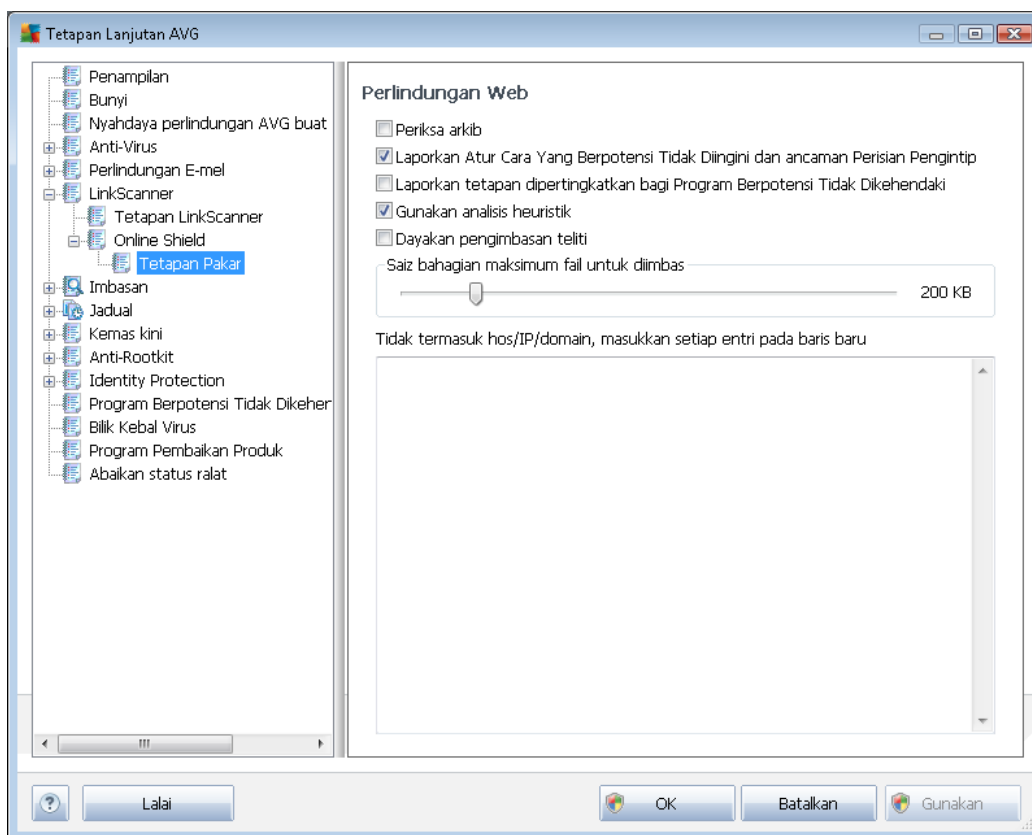 Tetapan Lanjutan AVG
Penampilan
Bunyi
Nyahdaya perlindungan AVG buat
Anti-Virus
Perlindungan E-mel
LinkScanner
Tetapan LinkScanner
Online Shield
Tetapan Pakar
Imbasan
Jadual
Kemas kini
Anti-Rootkit
Identity Protection
Program Berpotensi Tidak Dikeher
Bilik Kebal Virus
Program Pembaikan Produk
Abaikan status ralat
Perlindungan Web
Periksa arkib
Laporkan Atur Cara Yang Berpotensi Tidak Diingini dan ancaman Perisian Pengintip
Laporkan tetapan dipertingkatkan bagi Program Berpotensi Tidak Dikehendaki
Gunakan analisis heuristik
Dayakan pengimbasan teliti
Saiz bahagian maksimum fail untuk diimbas
200 KB
Tidak termasuk hos/IP/domain, masukkan setiap entri pada baris baru
Lalai
OK
Batalkan
Gunakan